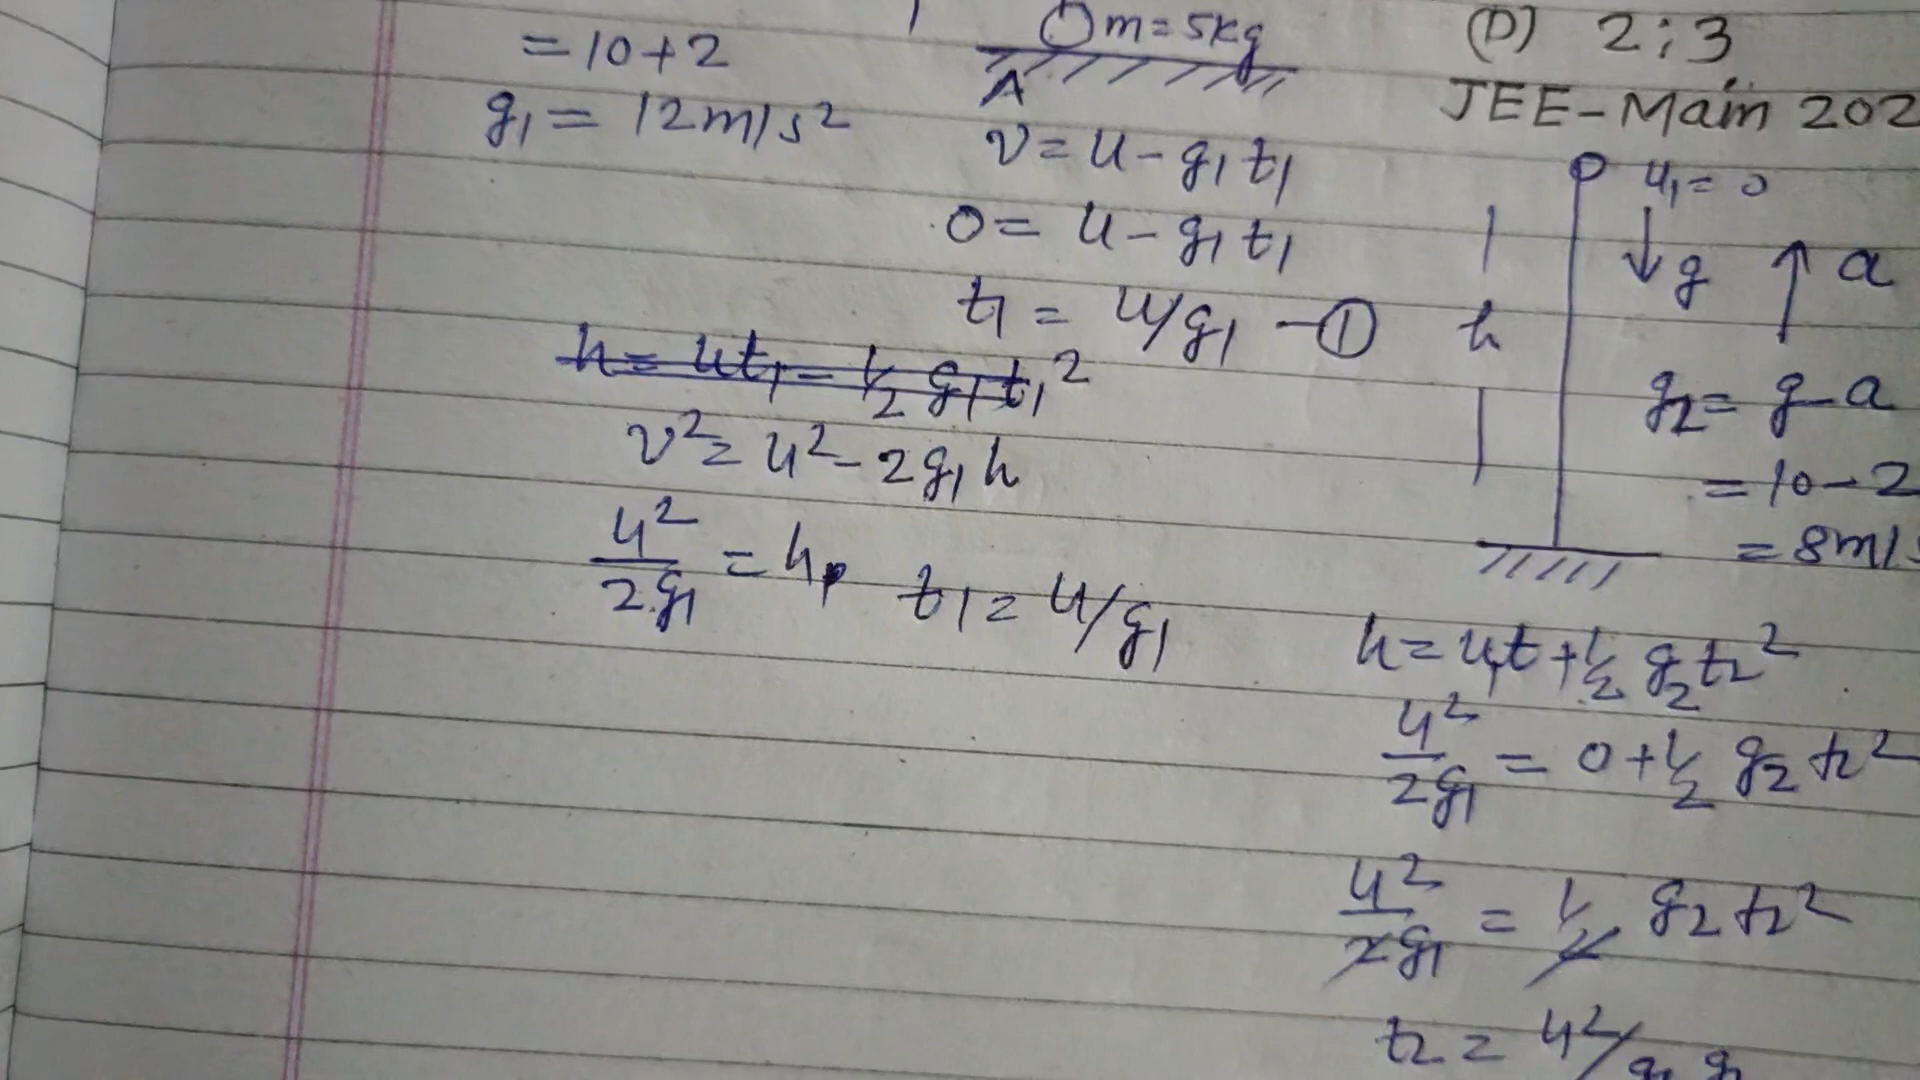 = 10 + 2
g₁ = 12 m/s²
m = 5kg
A
v = u - g₁t₁
0 = u - g₁t₁
t₁ = u/g₁ - ①
h = ut₁ - 1/2 g₁t₁²
v² = u² - 2g₁h
u²/2g₁ = h, t₁ = u/g₁
(D) 2:3
JEE-Main 202
u₁ = 0
↓ g ↑ a
h
g₂ = g - a
= 10 - 2
= 8m/s
h = u₁t + 1/2 g₂t₂²
u²/2g₁ = 0 + 1/2 g₂t₂²
u²/2g₁ = 1/2 g₂t₂²
t₂ = u²/